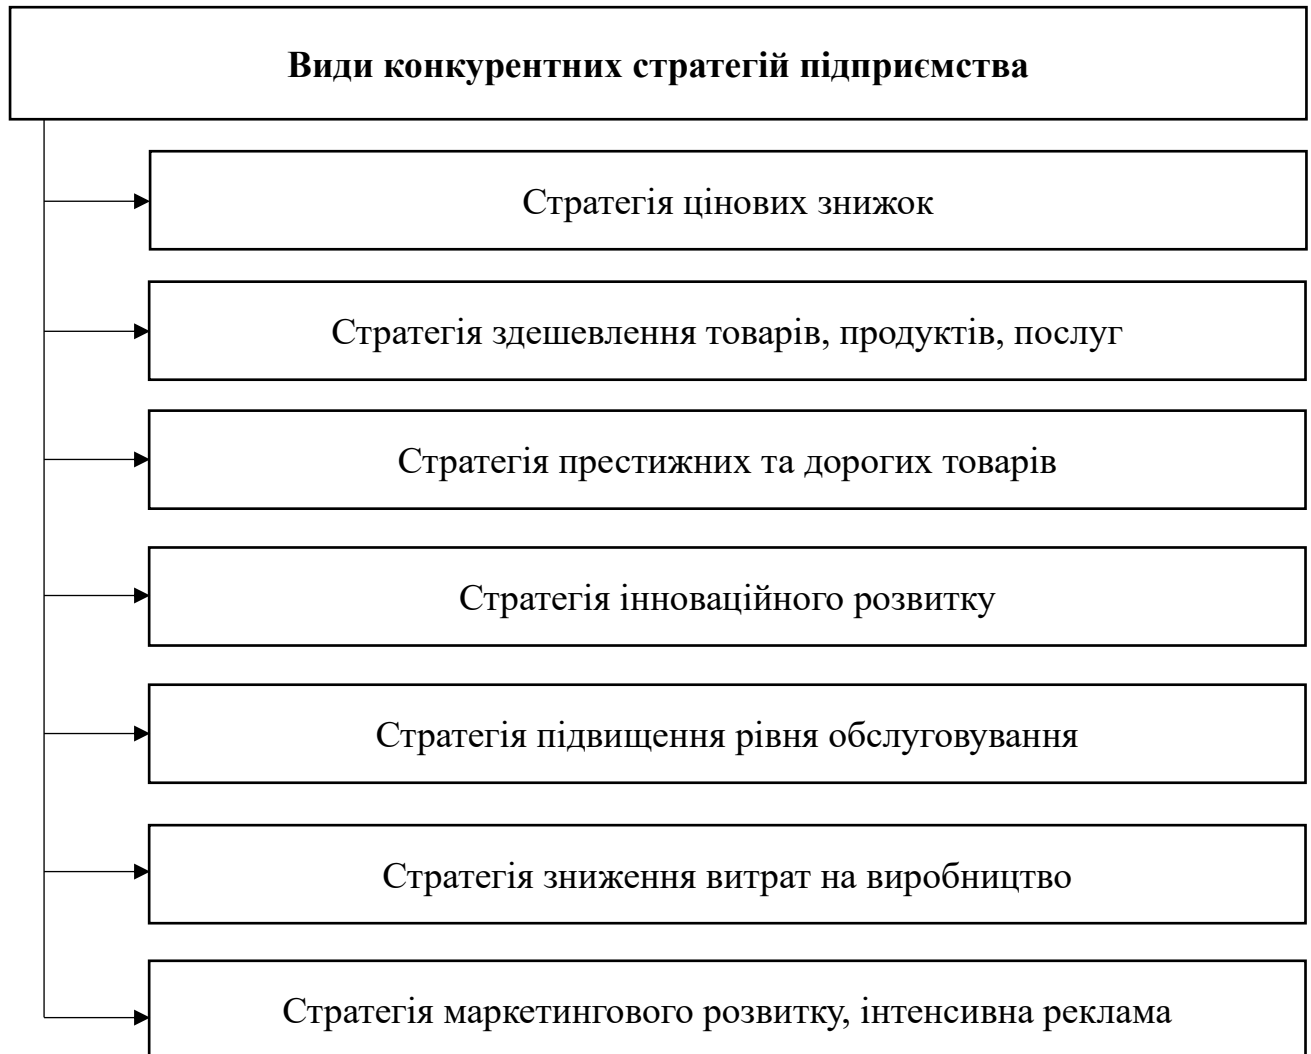 Види конкурентних стратегій підприємства
Стратегія цінових знижок
Стратегія здешевлення товарів, продуктів, послуг
Стратегія престижних та дорогих товарів
Стратегія інноваційного розвитку
Стратегія підвищення рівня обслуговування
Стратегія зниження витрат на виробництво
Стратегія маркетингового розвитку, інтенсивна реклама